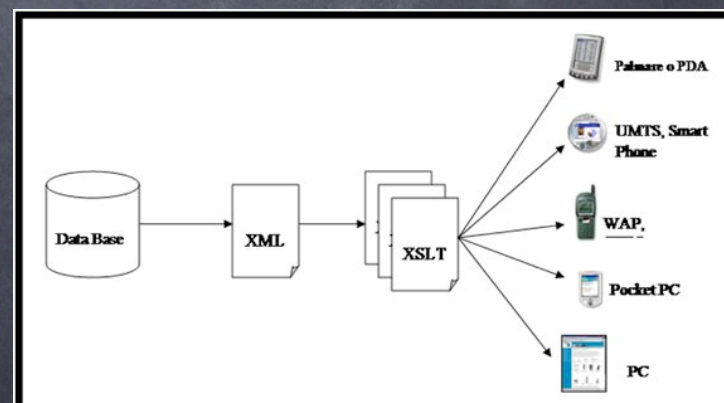 Palmare o PDA
UMTS, Smart
Phone
Data Base
XML
XSLT
WAP,
Pocket PC
PC